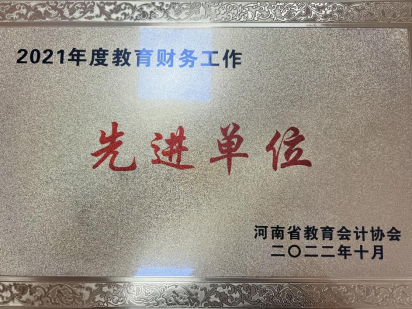 2021年度教育财务工作
先进单位
河南省教育会计协会
二〇二二年十月